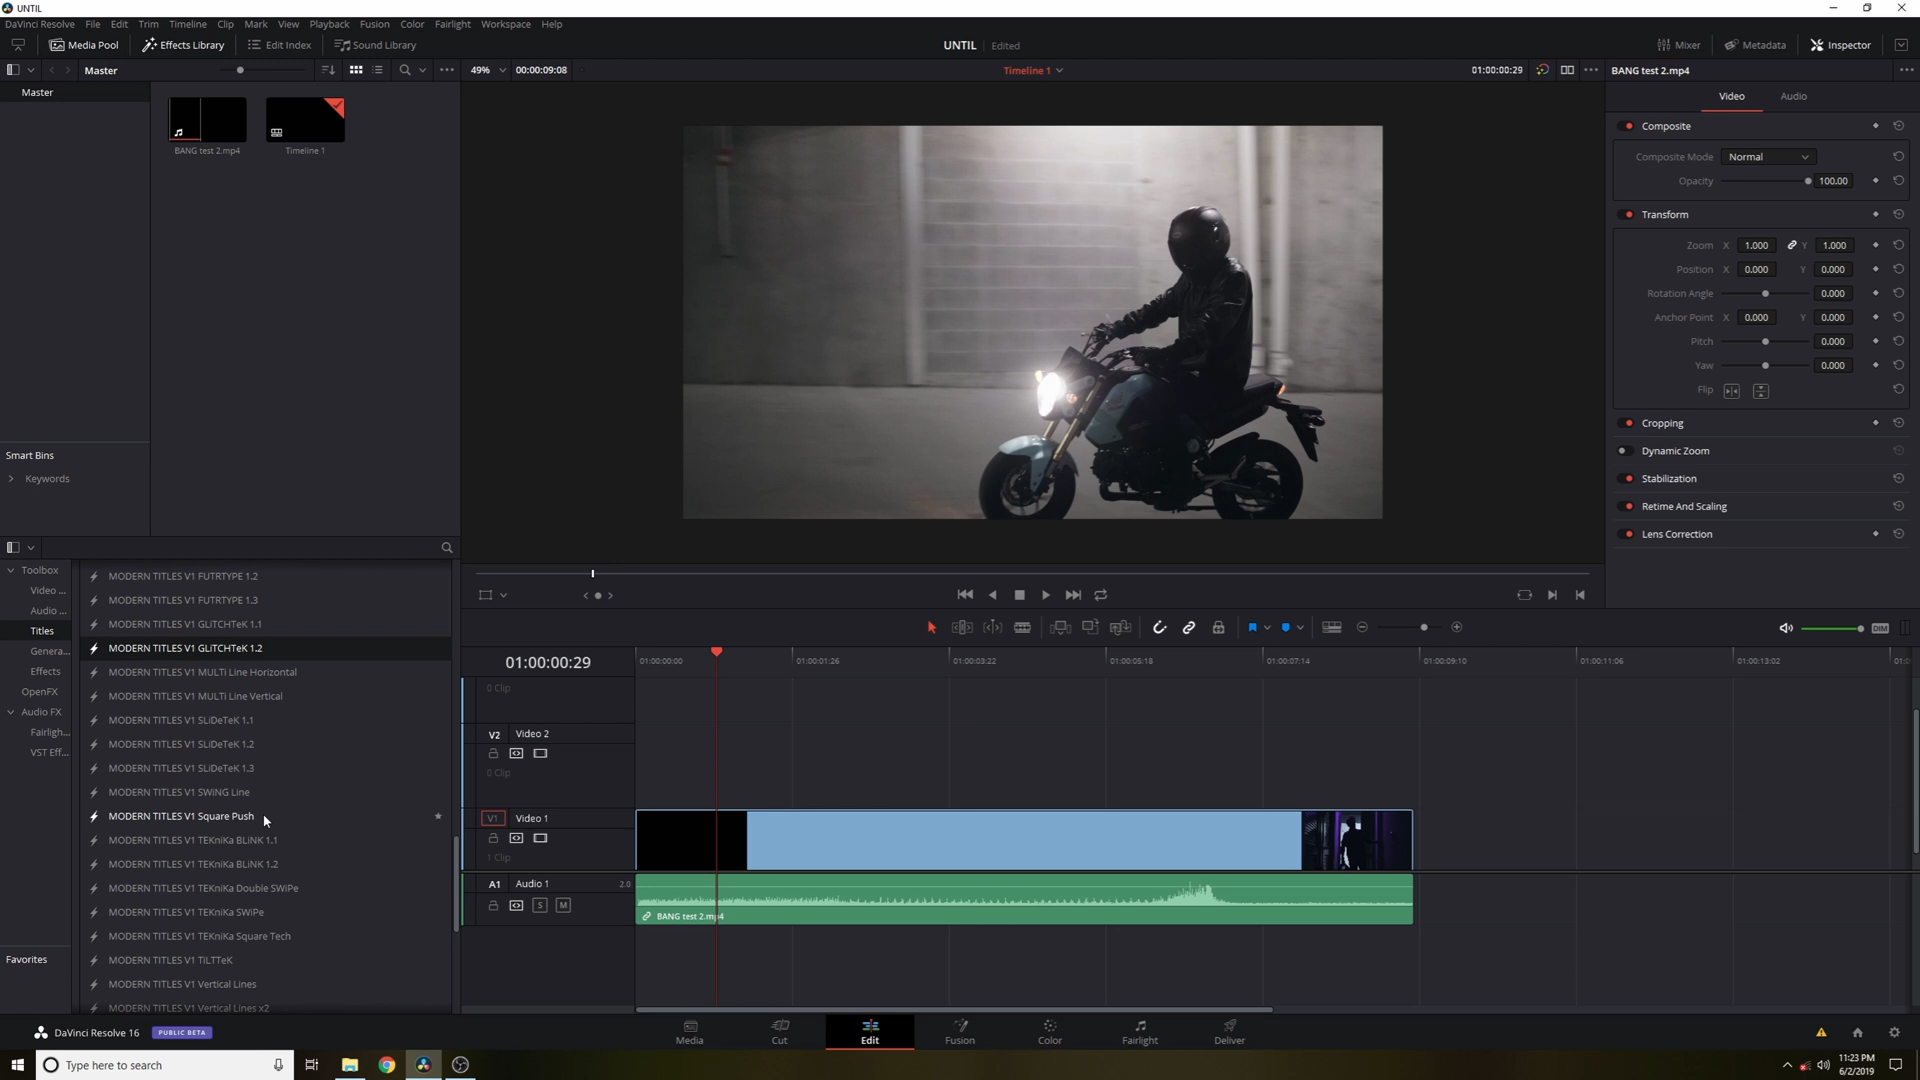 UNTIL
DaVinci Resolve File Edit Trim Timeline Clip Mark View Playback Fusion Color Fairlight Workspace Help
Media Pool Effects Library Edit Index Sound Library UNTIL Edited Mixer Metadata Inspector
Master 49% 00:00:09:08 Timeline 1 01:00:00:29 BANG test 2.mp4
Master
Video Audio
BANG test 2.mp4 Timeline 1
Composite
Composite Mode Normal
Opacity 100.00
Transform
Zoom X 1.000 Y 1.000
Position X 0.000 Y 0.000
Rotation Angle 0.000
Anchor Point X 0.000 Y 0.000
Pitch 0.000
Yaw 0.000
Flip
Cropping
Dynamic Zoom
Stabilization
Retime And Scaling
Lens Correction
Smart Bins
Keywords
Toolbox
Video ...
Audio ...
Titles
Genera...
Effects
OpenFX
Audio FX
Fairligh...
VST Eff...
Favorites
MODERN TITLES V1 FUTRTYPE 1.2
MODERN TITLES V1 FUTRTYPE 1.3
MODERN TITLES V1 GLiTCHTeK 1.1
MODERN TITLES V1 GLiTCHTeK 1.2
MODERN TITLES V1 MULTi Line Horizontal
MODERN TITLES V1 MULTi Line Vertical
MODERN TITLES V1 SLiDeTeK 1.1
MODERN TITLES V1 SLiDeTeK 1.2
MODERN TITLES V1 SLiDeTeK 1.3
MODERN TITLES V1 SWiNG Line
MODERN TITLES V1 Square Push
MODERN TITLES V1 TEKniKa BLiNK 1.1
MODERN TITLES V1 TEKniKa BLiNK 1.2
MODERN TITLES V1 TEKniKa Double SWiPe
MODERN TITLES V1 TEKniKa SWiPe
MODERN TITLES V1 TEKniKa Square Tech
MODERN TITLES V1 TiLTTeK
MODERN TITLES V1 Vertical Lines
MODERN TITLES V1 Vertical Lines x2
DIM
01:00:00:29 01:00:00:00 01:00:01:26 01:00:03:22 01:00:05:18 01:00:07:14 01:00:09:10 01:00:11:06 01:00:13:02 01:0
0 Clip
V2 Video 2
0 Clip
V1 Video 1
1 Clip
A1 Audio 1 2.0
S M
BANG test 2.mp4
DaVinci Resolve 16 PUBLIC BETA
Media Cut Edit Fusion Color Fairlight Deliver
Type here to search
11:23 PM
6/2/2019